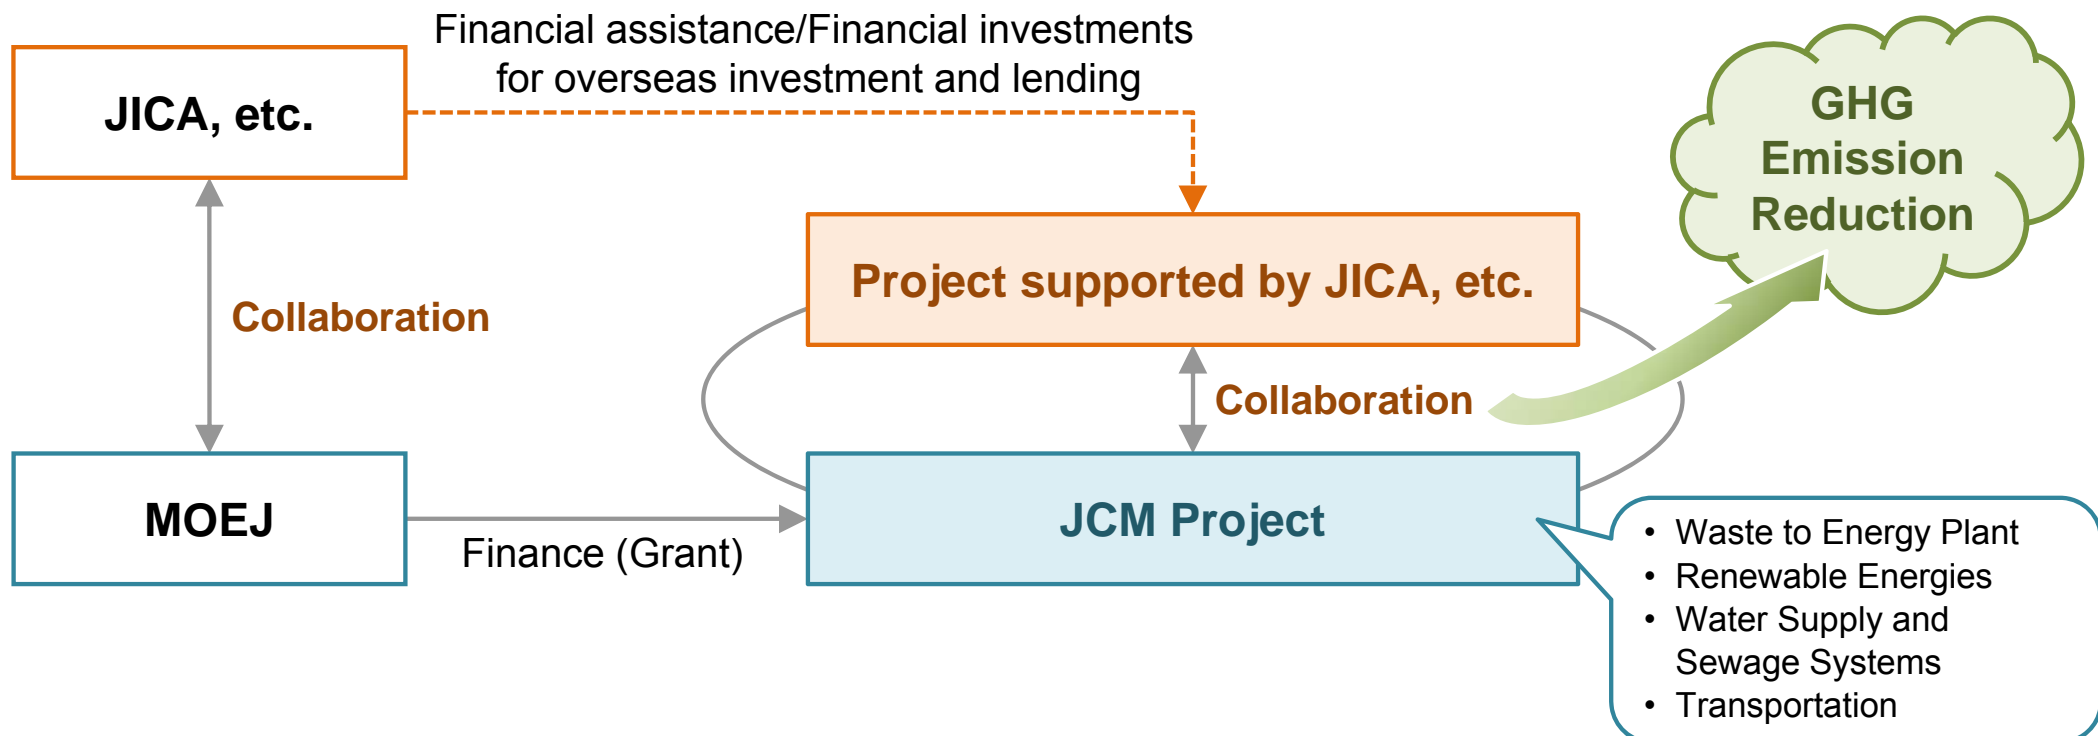 Financial assistance/Financial investments
for overseas investment and lending
JICA, etc.
GHG
Emission
Reduction
Project supported by JICA, etc.
Collaboration
Collaboration
MOEJ
Finance (Grant)
JCM Project
• Waste to Energy Plant
• Renewable Energies
• Water Supply and
Sewage Systems
• Transportation